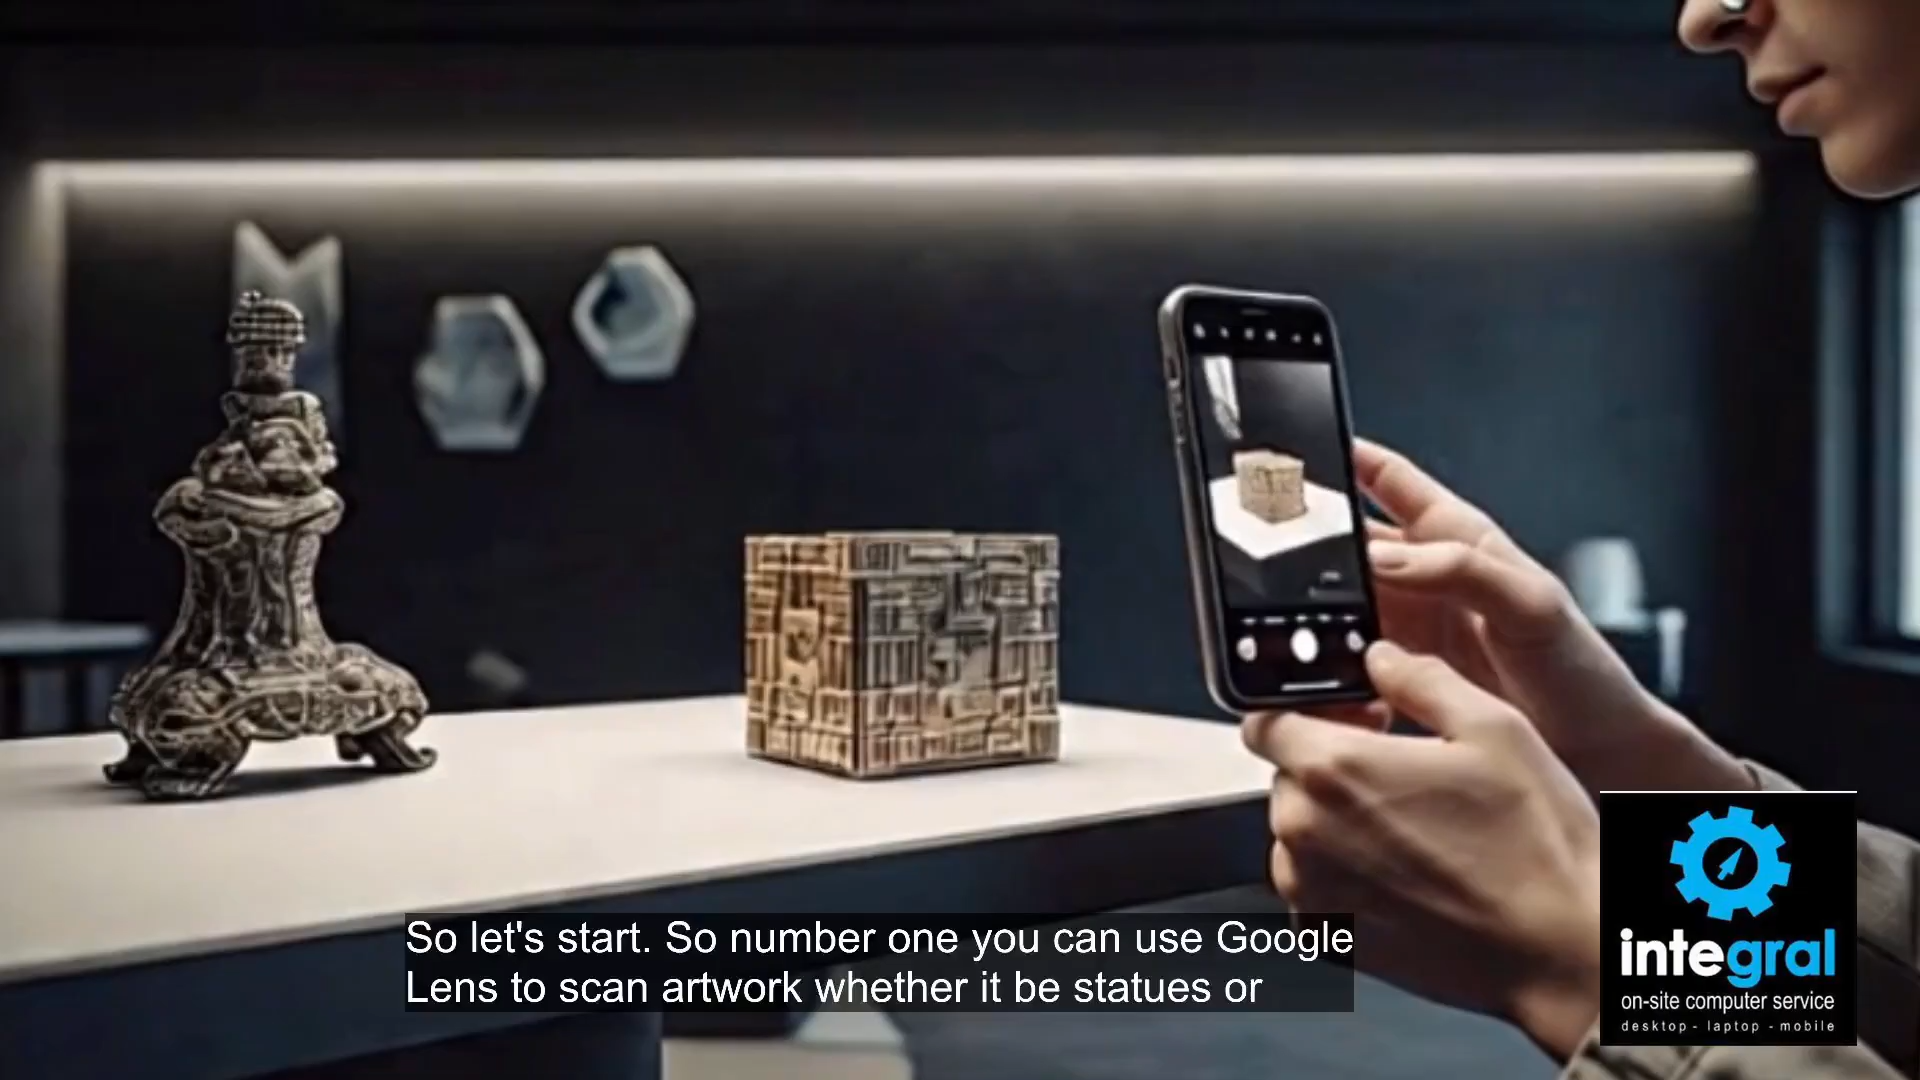 So let's start. So number one you can use Google
Lens to scan artwork whether it be statues or
integral
on-site computer service
desktop - laptop - mobile